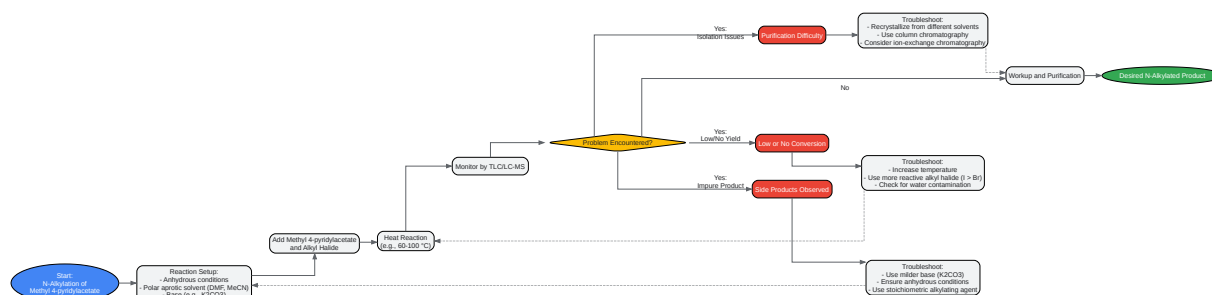 Start:
N-Alkylation of
Methyl 4-pyridylacetate
Reaction Setup:
- Anhydrous conditions
- Polar aprotic solvent (DMF, MeCN)
- Base (e.g., K2CO3)
Add Methyl 4-pyridylacetate
and Alkyl Halide
Heat Reaction
(e.g., 60-100 °C)
Monitor by TLC/LC-MS
Problem Encountered?
Yes:
Isolation Issues
Purification Difficulty
Troubleshoot:
- Recrystallize from different solvents
- Use column chromatography
- Consider ion-exchange chromatography
No
Workup and Purification
Desired N-Alkylated Product
Yes:
Low/No Yield
Low or No Conversion
Troubleshoot:
- Increase temperature
- Use more reactive alkyl halide (I > Br)
- Check for water contamination
Yes:
Impure Product
Side Products Observed
Troubleshoot:
- Use milder base (K2CO3)
- Ensure anhydrous conditions
- Use stoichiometric alkylating agent